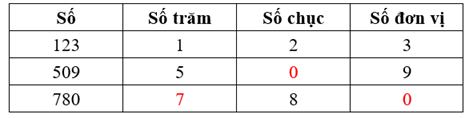 Số Số trăm Số chục Số đơn vị
123 1 2 3
509 5 0 9
780 7 8 0